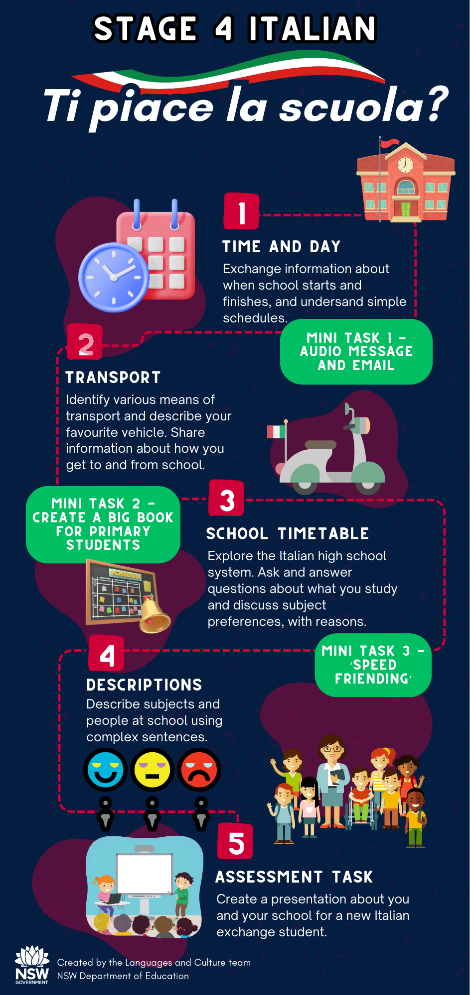 STAGE 4 ITALIAN
Ti piace la scuola?
1
TIME AND DAY
Exchange information about
when school starts and
finishes, and undersand simple
schedules.
MINI TASK 1 –
AUDIO MESSAGE
AND EMAIL
2
TRANSPORT
Identify various means of
transport and describe your
favourite vehicle. Share
information about how you
get to and from school.
MINI TASK 2 –
CREATE A BIG BOOK
FOR PRIMARY
STUDENTS
3
SCHOOL TIMETABLE
Explore the Italian high school
system. Ask and answer
questions about what you study
and discuss subject
preferences, with reasons.
MINI TASK 3 –
'SPEED
FRIENDING'
4
DESCRIPTIONS
Describe subjects and
people at school using
complex sentences.
5
ASSESSMENT TASK
Create a presentation about you
and your school for a new Italian
exchange student.
NSW
GOVERNMENT
Created by the Languages and Culture team
NSW Department of Education